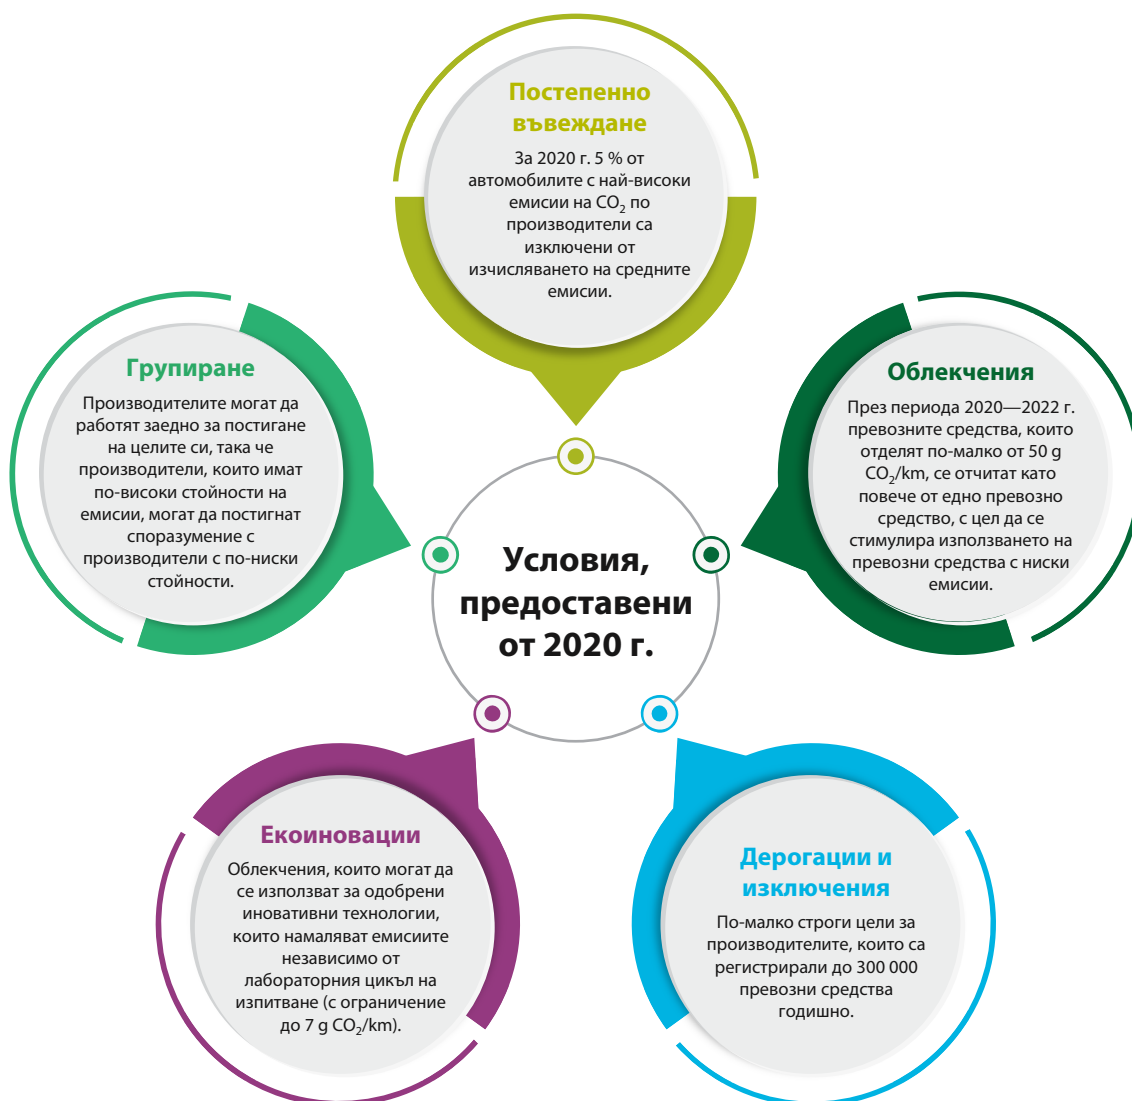 Постепенно
въвеждане
За 2020 г. 5 % от
автомобилите с най-високи
емисии на CO₂ по
производители са
изключени от
изчисляването на средните
емисии.
Групиране
Производителите могат да
работят заедно за постигане
на целите си, така че
производители, които имат
по-високи стойности на
емисии, могат да постигнат
споразумение с
производители с по-ниски
стойности.
Облекчения
През периода 2020—2022 г.
превозните средства, които
отделят по-малко от 50 g
CO₂/km, се отчитат като
повече от едно превозно
средство, с цел да се
стимулира използването на
превозни средства с ниски
емисии.
Условия,
предоставени
от 2020 г.
Екоиновации
Облекчения, които могат да
се използват за одобрени
иновативни технологии,
които намаляват емисиите
независимо от
лабораторния цикъл на
изпитване (с ограничение
до 7 g CO₂/km).
Дерогации и
изключения
По-малко строги цели за
производителите, които са
регистрирали до 300 000
превозни средства
годишно.